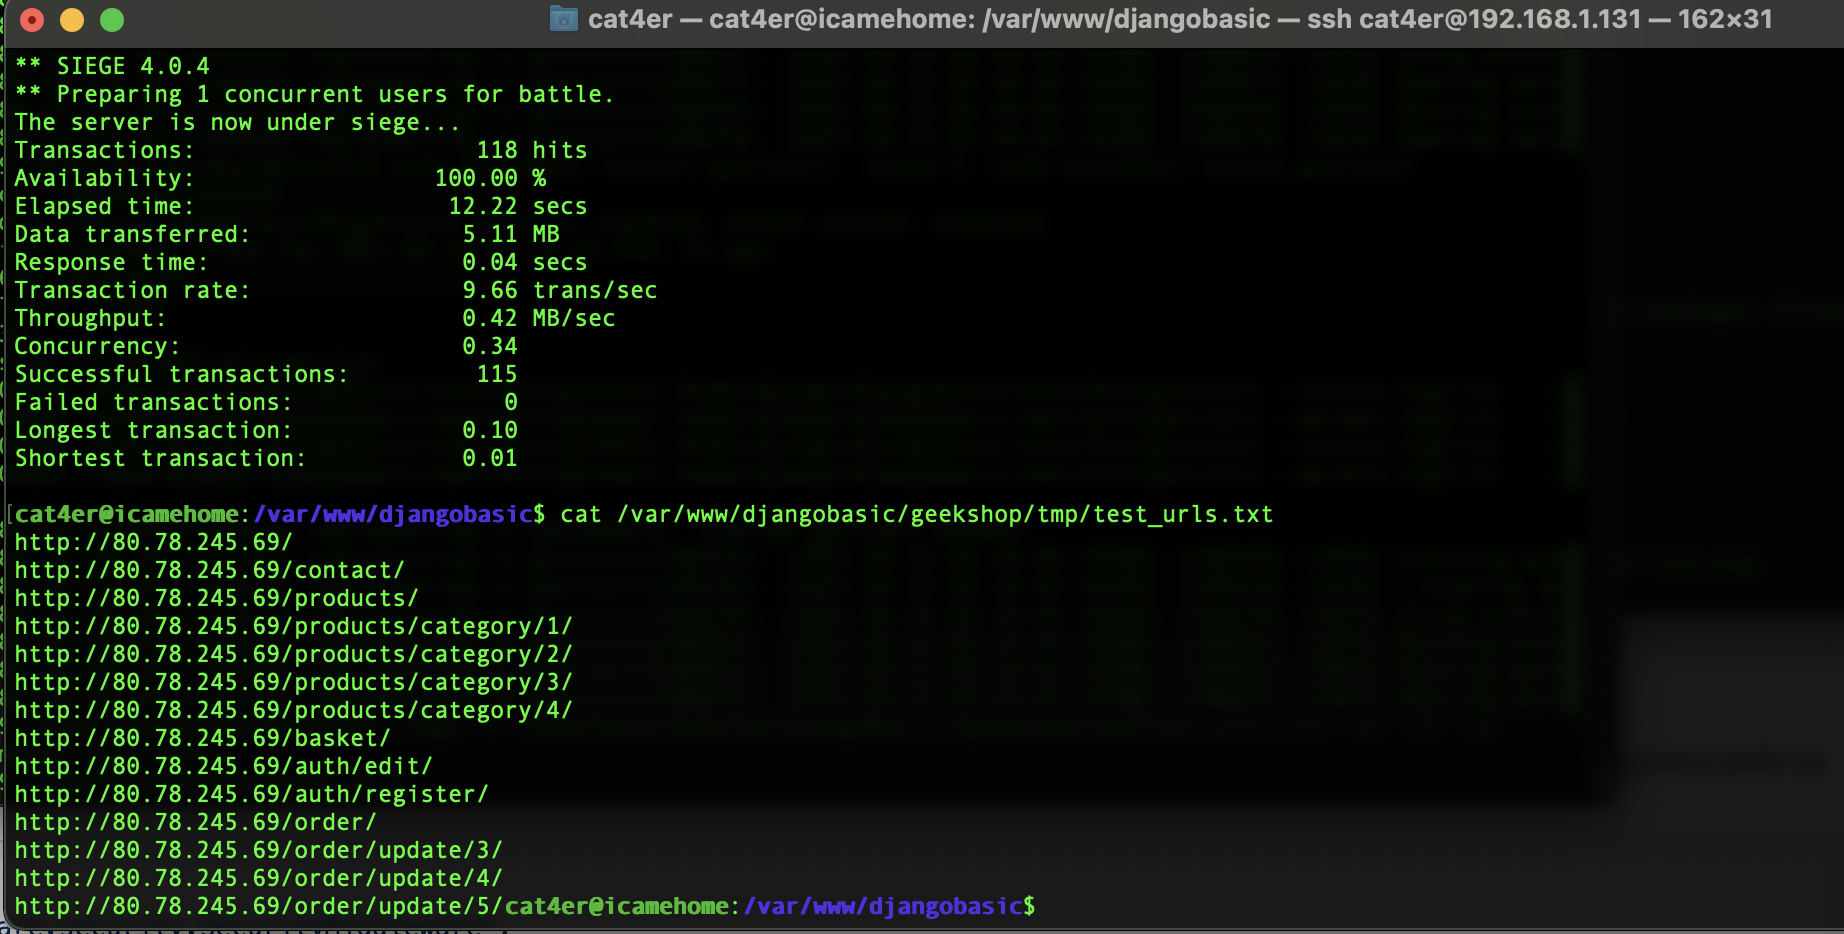 cat4er — cat4er@icamehome: /var/www/djangobasic — ssh cat4er@192.168.1.131 — 162×31
** SIEGE 4.0.4
** Preparing 1 concurrent users for battle.
The server is now under siege...
Transactions: 118 hits
Availability: 100.00 %
Elapsed time: 12.22 secs
Data transferred: 5.11 MB
Response time: 0.04 secs
Transaction rate: 9.66 trans/sec
Throughput: 0.42 MB/sec
Concurrency: 0.34
Successful transactions: 115
Failed transactions: 0
Longest transaction: 0.10
Shortest transaction: 0.01
[cat4er@icamehome:/var/www/djangobasic$ cat /var/www/djangobasic/geekshop/tmp/test_urls.txt
http://80.78.245.69/
http://80.78.245.69/contact/
http://80.78.245.69/products/
http://80.78.245.69/products/category/1/
http://80.78.245.69/products/category/2/
http://80.78.245.69/products/category/3/
http://80.78.245.69/products/category/4/
http://80.78.245.69/basket/
http://80.78.245.69/auth/edit/
http://80.78.245.69/auth/register/
http://80.78.245.69/order/
http://80.78.245.69/order/update/3/
http://80.78.245.69/order/update/4/
http://80.78.245.69/order/update/5/cat4er@icamehome:/var/www/djangobasic$